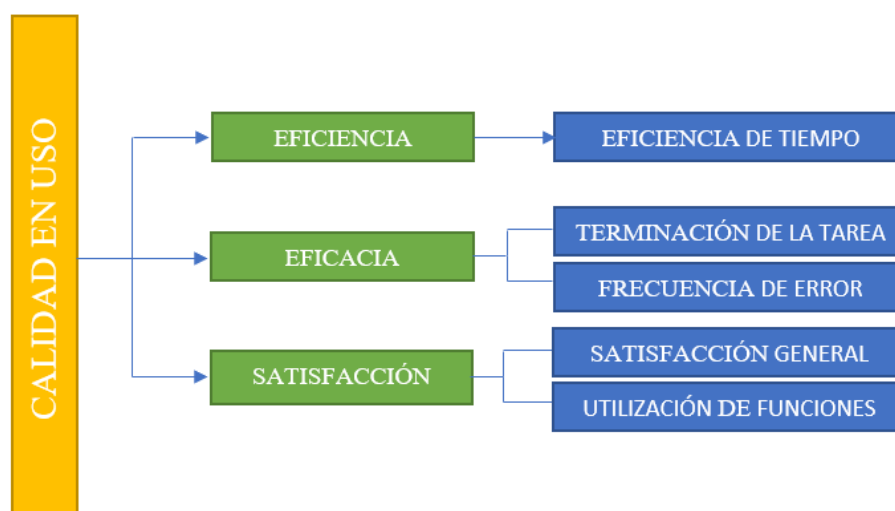 CALIDAD EN USO
EFICIENCIA
EFICIENCIA DE TIEMPO
EFICACIA
TERMINACIÓN DE LA TAREA
FRECUENCIA DE ERROR
SATISFACCIÓN
SATISFACCIÓN GENERAL
UTILIZACIÓN DE FUNCIONES